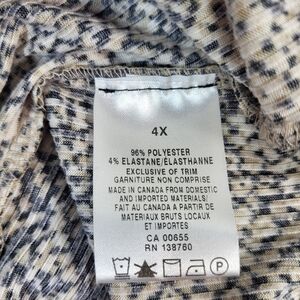 4X
96% POLYESTER
4% ELASTANE/ÉLASTHANNE
EXCLUSIVE OF TRIM
GARNITURE NON COMPRISE
MADE IN CANADA FROM DOMESTIC
AND IMPORTED MATERIALS
FAIT AU CANADA A PARTIR DE
MATERIAUX BRUTS LOCAUX
ET IMPORTES
CA 00655
RN 138760
P